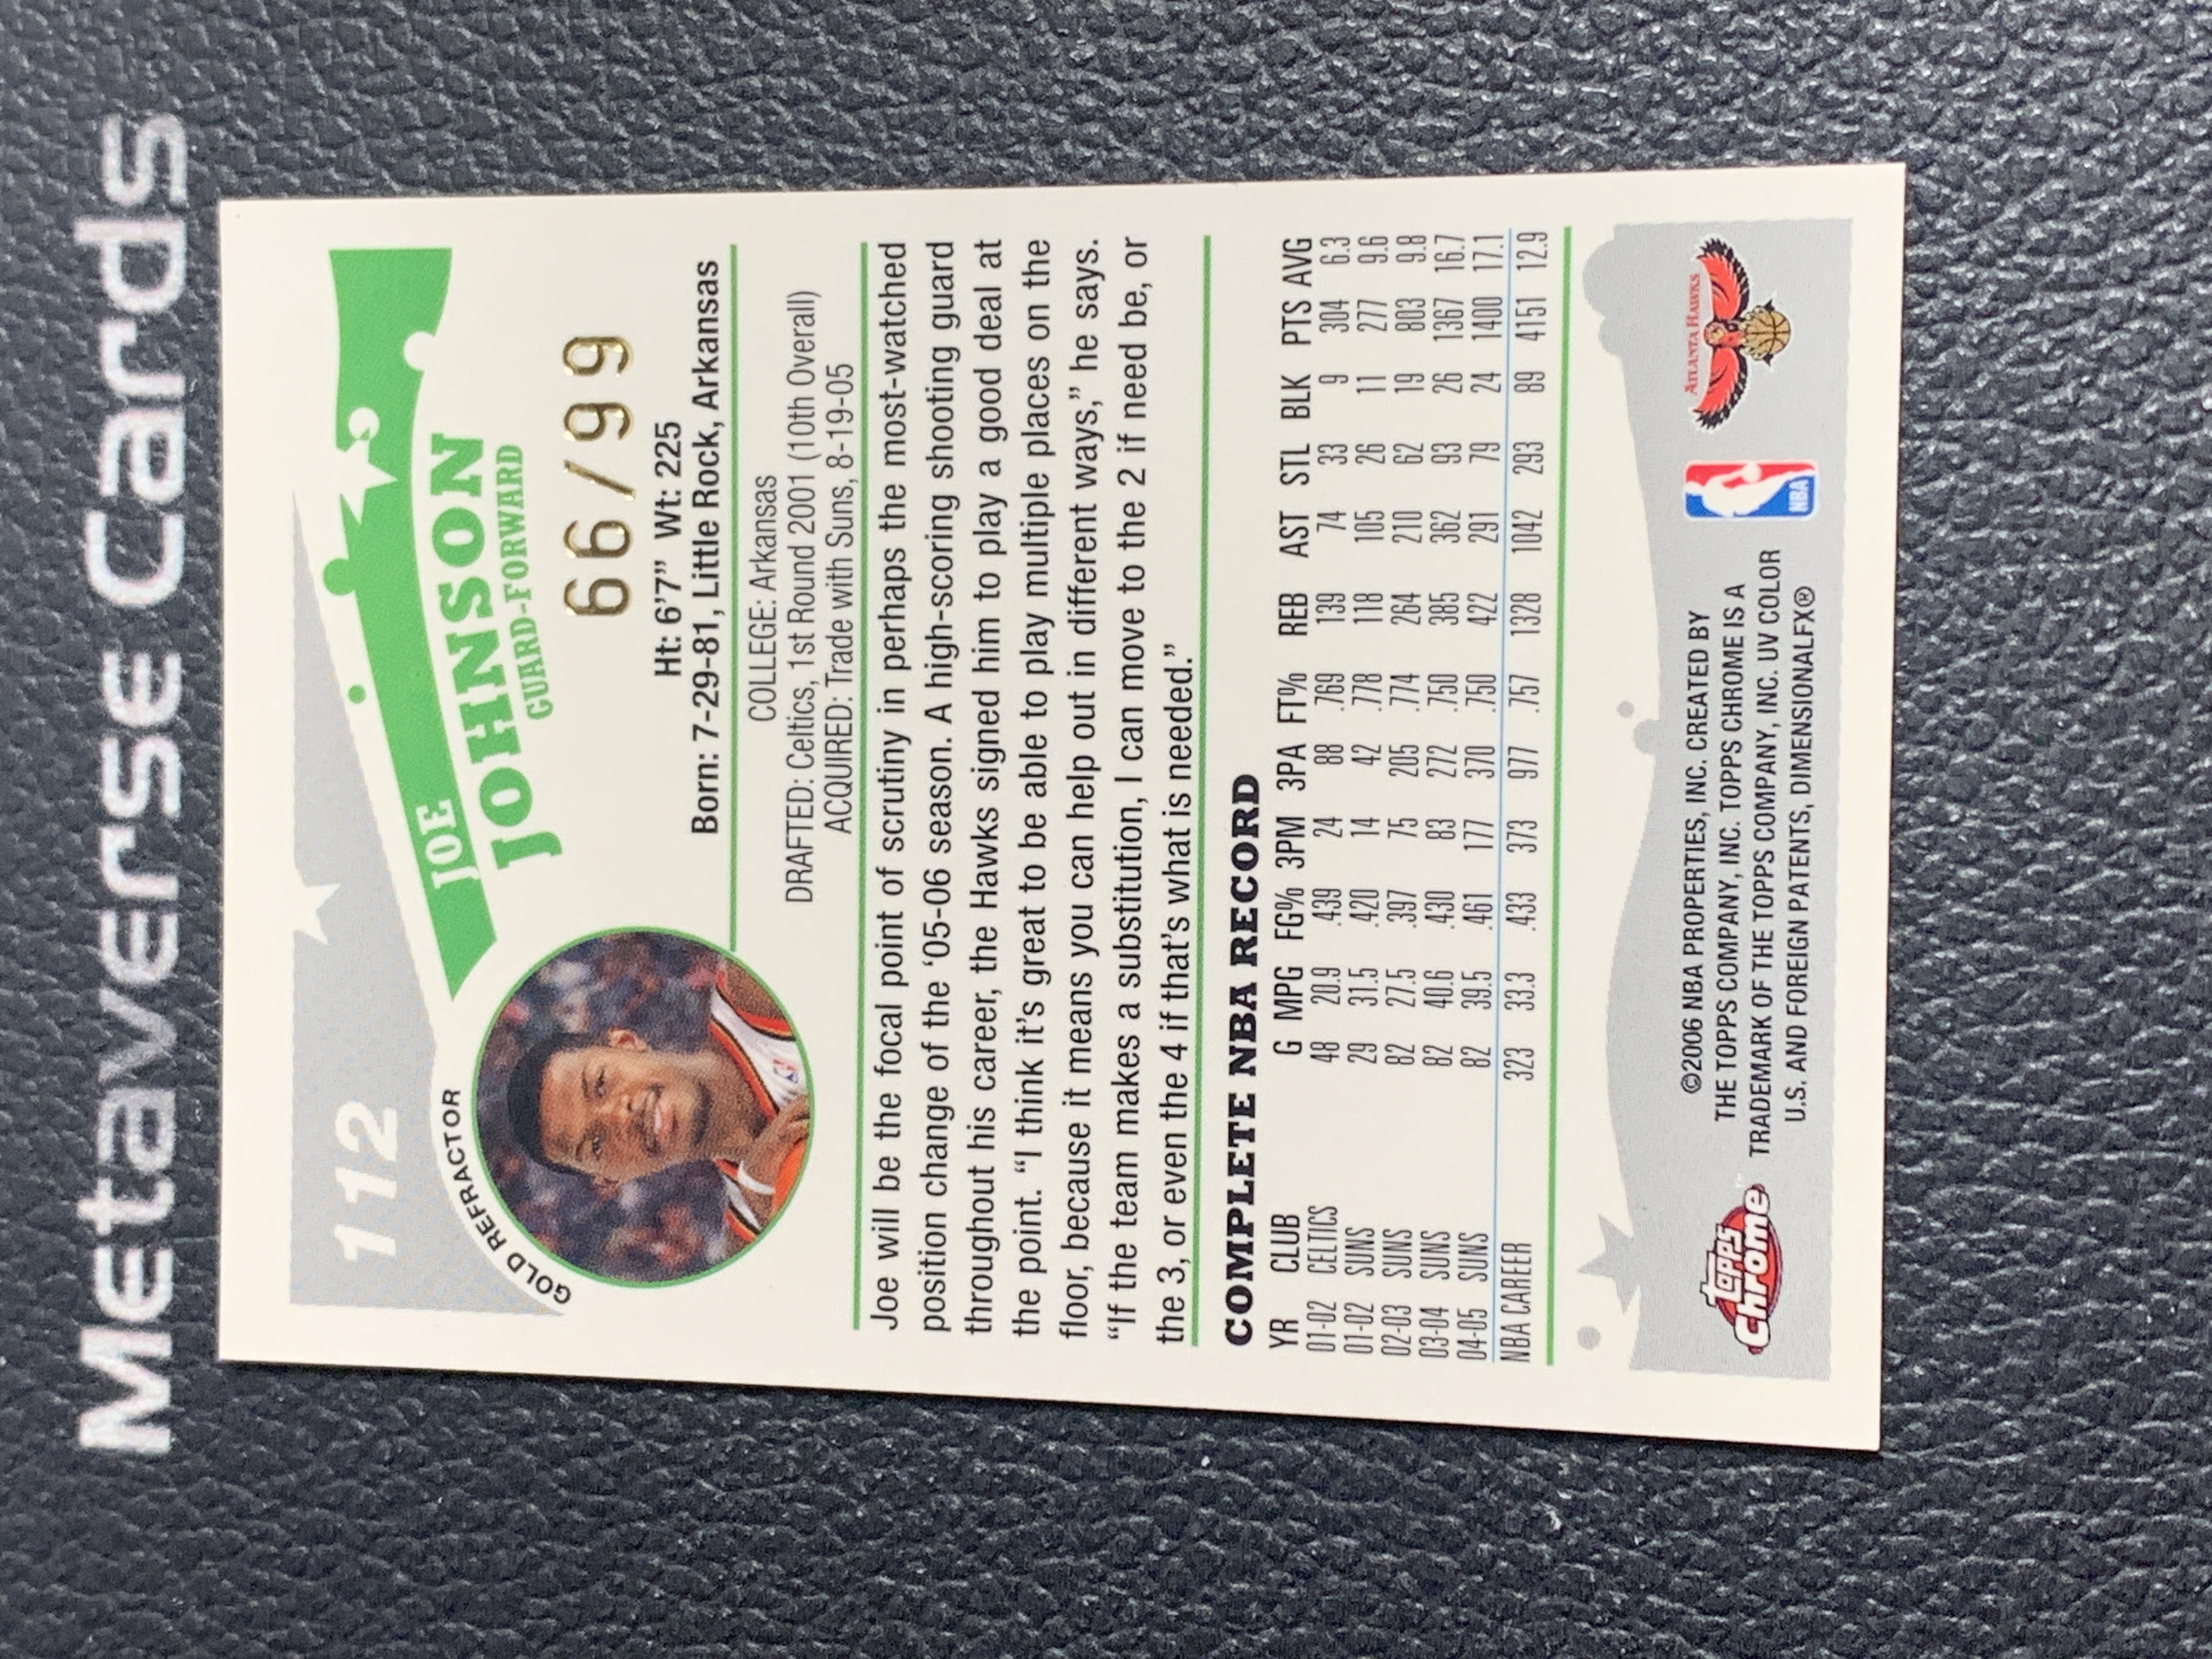 Metaverse Cards
112
GOLD REFRACTOR
JOE
JOHNSON
GUARD-FORWARD
66/99
Ht: 6'7” Wt: 225
Born: 7-29-81, Little Rock, Arkansas
COLLEGE: Arkansas
DRAFTED: Celtics, 1st Round 2001 (10th Overall)
ACQUIRED: Trade with Suns, 8-19-05
Joe will be the focal point of scrutiny in perhaps the most-watched
position change of the ’05-06 season. A high-scoring shooting guard
throughout his career, the Hawks signed him to play a good deal at
the point. “I think it’s great to be able to play multiple places on the
floor, because it means you can help out in different ways,” he says.
“If the team makes a substitution, I can move to the 2 if need be, or
the 3, or even the 4 if that’s what is needed.”
COMPLETE NBA RECORD
YR CLUB G MPG FG% 3PM 3PA FT% REB AST STL BLK PTS AVG
01-02 CELTICS 48 20.9 .439 24 88 .769 139 74 33 9 304 6.3
01-02 SUNS 29 31.5 .420 14 42 .778 118 105 26 11 277 9.6
02-03 SUNS 82 27.5 .397 75 205 .774 264 210 62 19 803 9.8
03-04 SUNS 82 40.6 .430 83 272 .750 385 362 93 26 1367 16.7
04-05 SUNS 82 39.5 .461 177 370 .750 422 291 79 24 1400 17.1
NBA CAREER 323 33.3 .433 373 977 .757 1328 1042 293 89 4151 12.9
Topps
Chrome
©2006 NBA PROPERTIES, INC. CREATED BY
THE TOPPS COMPANY, INC. TOPPS CHROME IS A
TRADEMARK OF THE TOPPS COMPANY, INC. UV COLOR
U.S. AND FOREIGN PATENTS, DIMENSIONALFX®
NBA
ATLANTA HAWKS